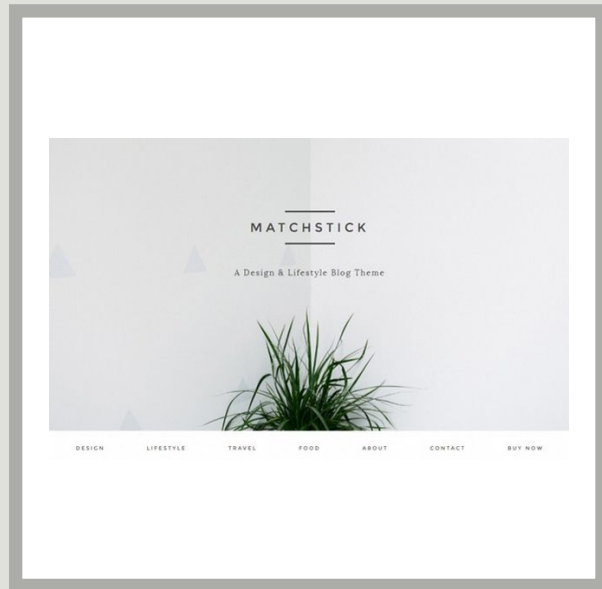 MATCHSTICK
A Design & Lifestyle Blog Theme
DESIGN LIFESTYLE TRAVEL FOOD ABOUT CONTACT BUY NOW